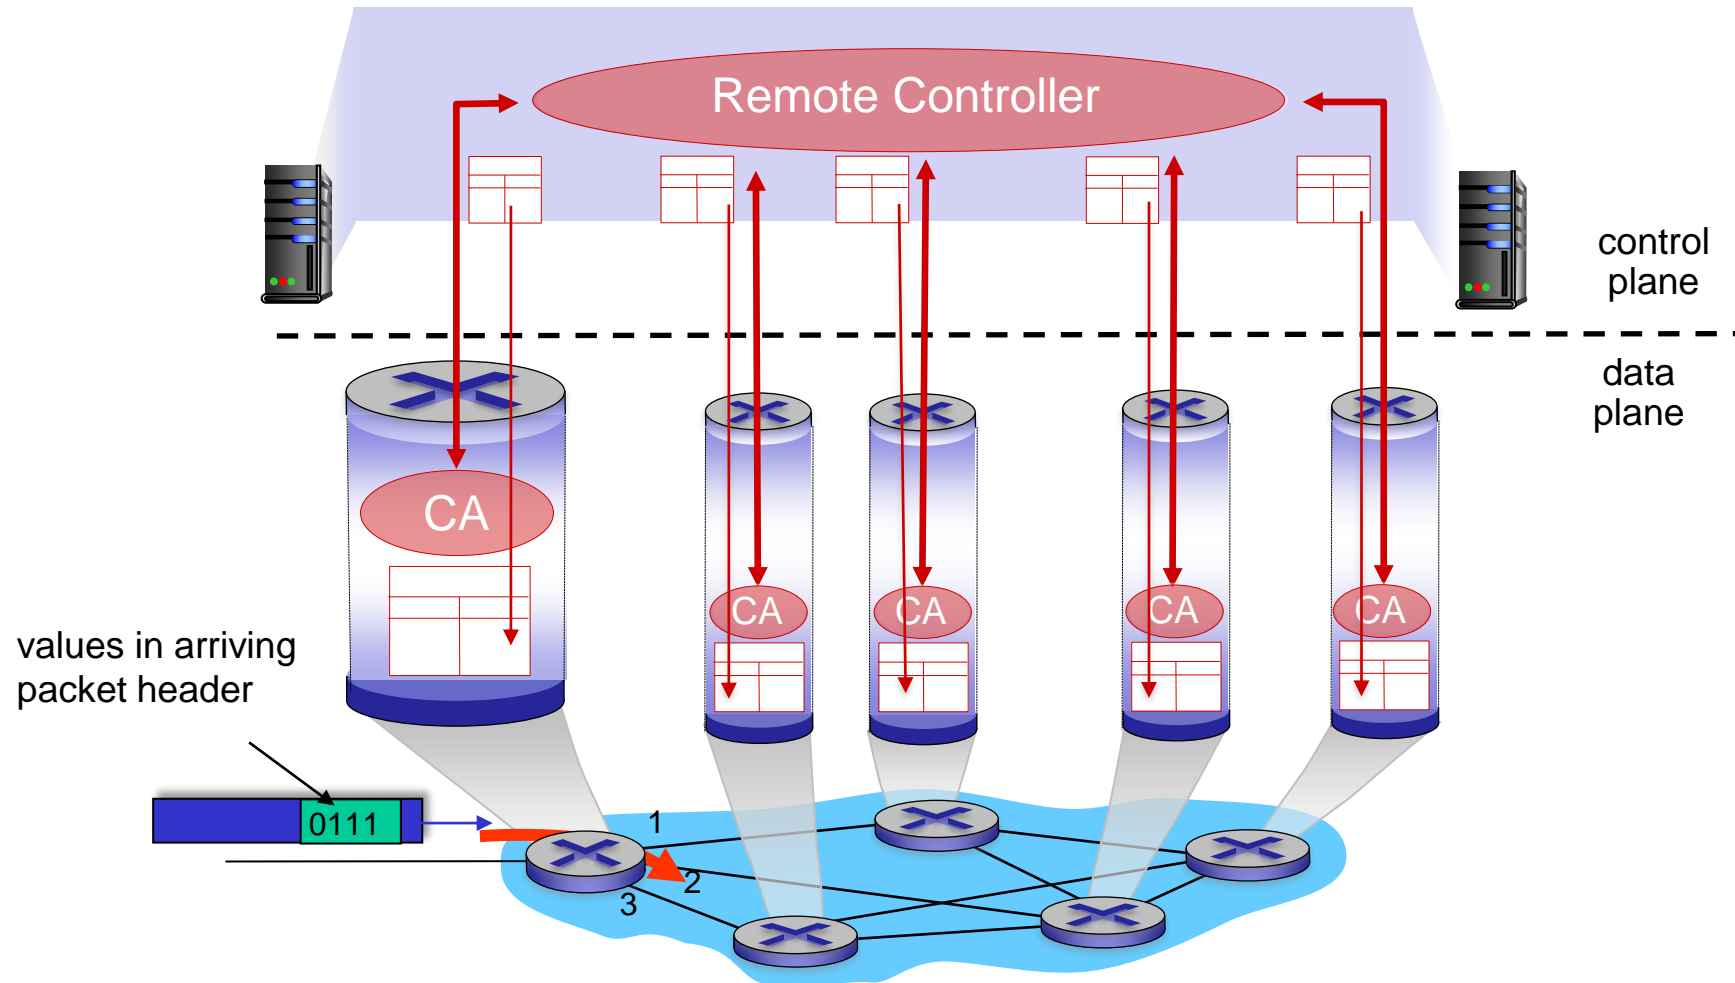 Remote Controller
control
plane
data
plane
CA
CA
CA
CA
CA
values in arriving
packet header
0111
1
2
3